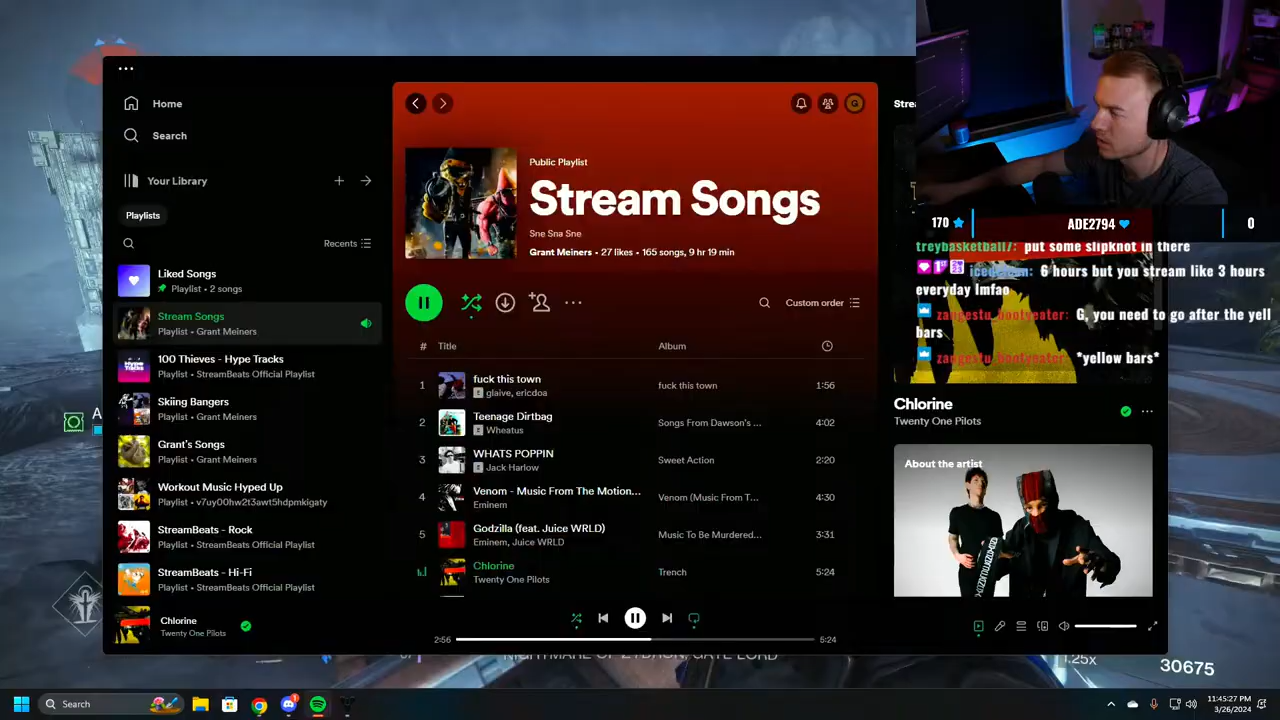 Home
Search
Your Library
Playlists
Recents
Liked Songs
Playlist • 2 songs
Stream Songs
Playlist • Grant Meiners
100 Thieves - Hype Tracks
Playlist • StreamBeats Official Playlist
Skiing Bangers
Playlist • Grant Meiners
Grant's Songs
Playlist • Grant Meiners
Workout Music Hyped Up
Playlist • v7uy00hw2t3awt5hdpmkigaty
StreamBeats - Rock
Playlist • StreamBeats Official Playlist
StreamBeats - Hi-Fi
Playlist • StreamBeats Official Playlist
Chlorine
Twenty One Pilots
G
Public Playlist
Stream Songs
Sne Sna Sne
Grant Meiners • 27 likes • 165 songs, 9 hr 19 min
Custom order
# Title Album
1 fuck this town fuck this town 1:56
E glaive, ericdoa
2 Teenage Dirtbag Songs From Dawson's ... 4:02
E Wheatus
3 WHATS POPPIN Sweet Action 2:20
E Jack Harlow
4 Venom - Music From The Motion... Venom (Music From T... 4:30
Eminem
5 Godzilla (feat. Juice WRLD) Music To Be Murdered... 3:31
Eminem, Juice WRLD
Chlorine Trench 5:24
Twenty One Pilots
2:56 5:24
Stre
170 ADE2794 0
treybasketball7: put some slipknot in there
6 hours but you stream like 3 hours
everyday lmfao
zangestu_bootyeater: G, you need to go after the yell
bars
zangestu_bootyeater: *yellow bars*
Chlorine
Twenty One Pilots
About the artist
A
1.25x
30675
Search
1
11:45:27 PM
3/26/2024